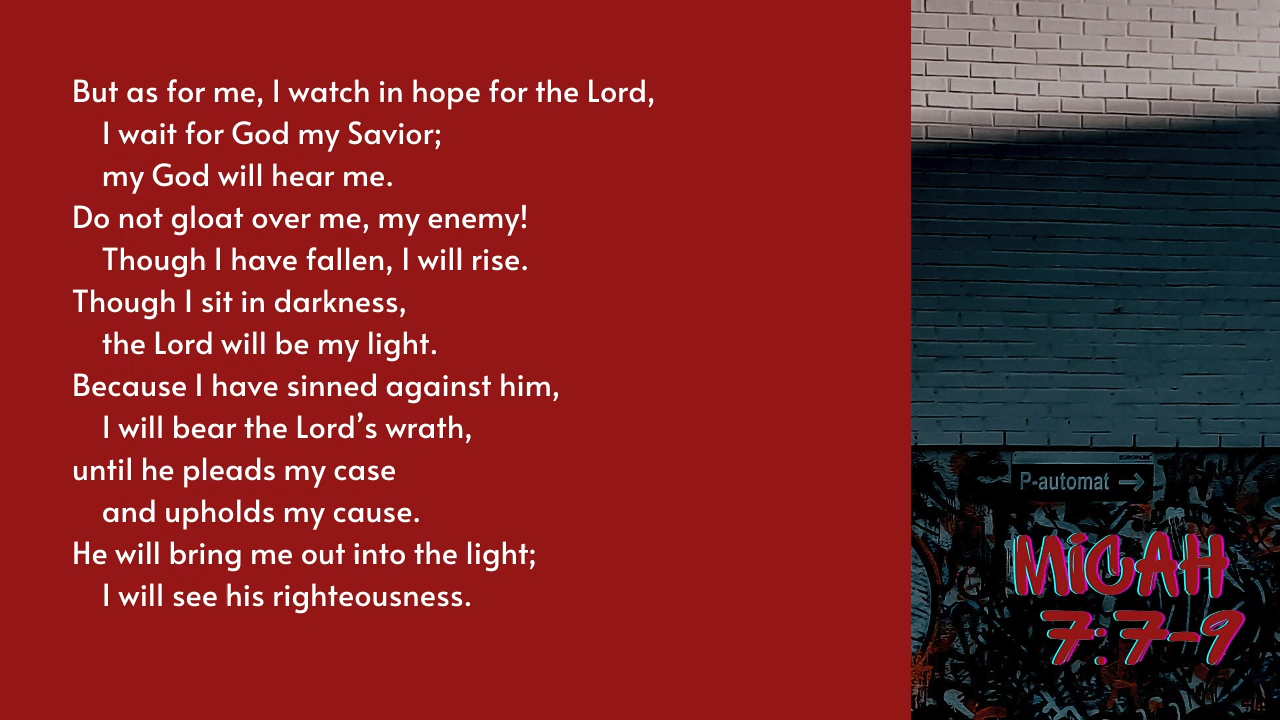 But as for me, I watch in hope for the Lord,
I wait for God my Savior;
my God will hear me.
Do not gloat over me, my enemy!
Though I have fallen, I will rise.
Though I sit in darkness,
the Lord will be my light.
Because I have sinned against him,
I will bear the Lord’s wrath,
until he pleads my case
and upholds my cause.
He will bring me out into the light;
I will see his righteousness.
P-automat →
MiCAH
7:7-9